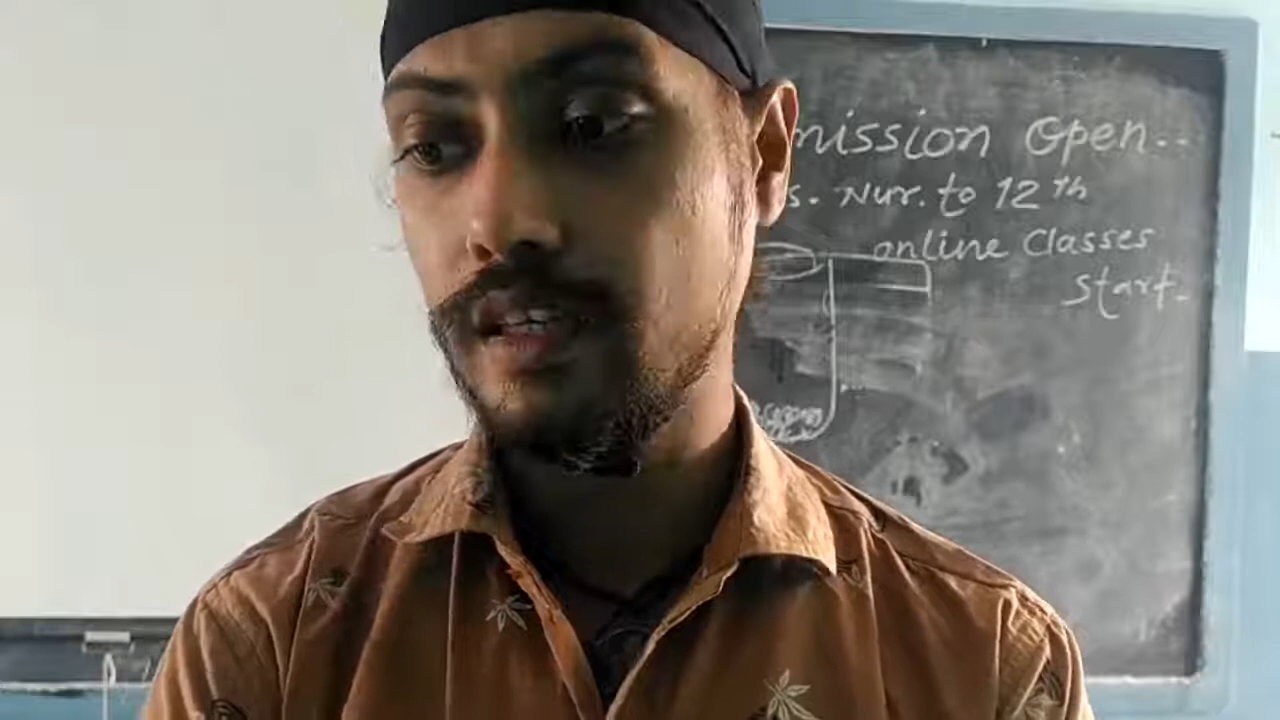 mission Open..
s. Nur. to 12th
online Classes
Start.